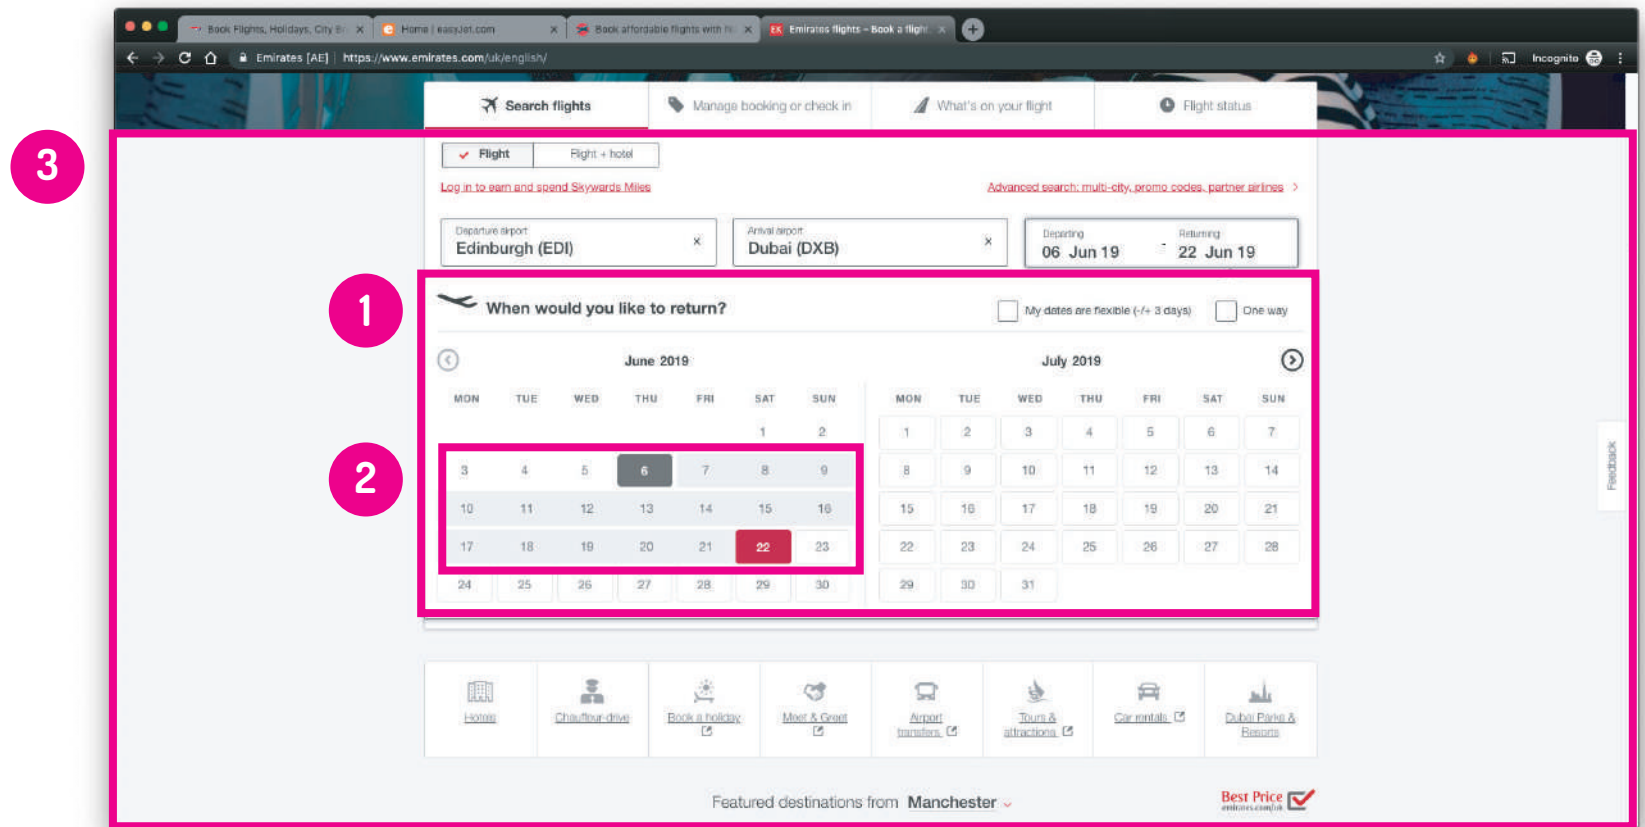 Book Flights, Holidays, City Br
Home | easyJet.com
Book affordable flights with
EK Emirates flights – Book a flight,
Emirates [AE] | https://www.emirates.com/uk/english/
Incognito
Search flights
Manage booking or check in
What's on your flight
Flight status
3
Flight
Flight + hotel
Log in to earn and spend Skywards Miles
Advanced search: multi-city, promo codes, partner airlines
Departure airport
Edinburgh (EDI)
Arrival airport
Dubai (DXB)
Departing
06 Jun 19
-
Returning
22 Jun 19
1
When would you like to return?
My dates are flexible (-/+ 3 days)
One way
June 2019
July 2019
MON TUE WED THU FRI SAT SUN
MON TUE WED THU FRI SAT SUN
1 2
1 2 3 4 5 6 7
2
3 4 5 6 7 8 9
8 9 10 11 12 13 14
10 11 12 13 14 15 16
15 16 17 18 19 20 21
17 18 19 20 21 22 23
22 23 24 25 26 27 28
24 25 26 27 28 29 30
29 30 31
Feedback
Hotels
Chauffeur-drive
Book a holiday
Meet & Greet
Airport
transfers
Tours &
attractions
Car rentals
Dubai Parks &
Resorts
Featured destinations from Manchester
Best Price
emirates.com/uk